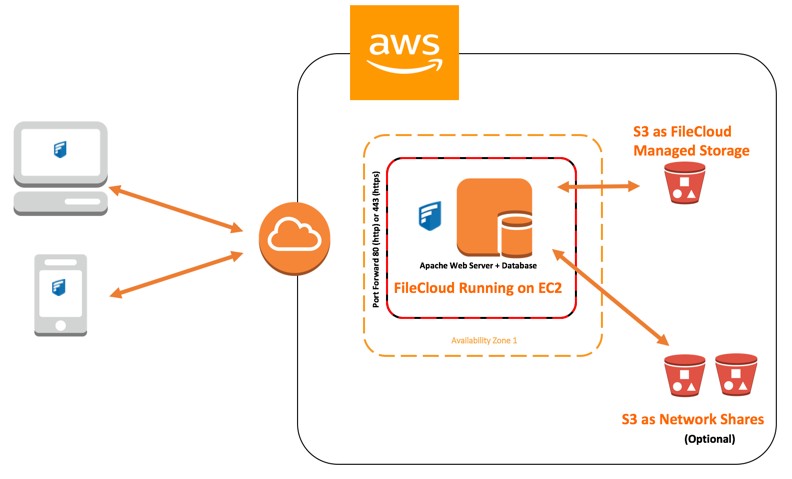 aws
S3 as FileCloud
Managed Storage
Port Forward 80 (http) or 443 (https)
Apache Web Server + Database
FileCloud Running on EC2
Availability Zone 1
S3 as Network Shares
(Optional)